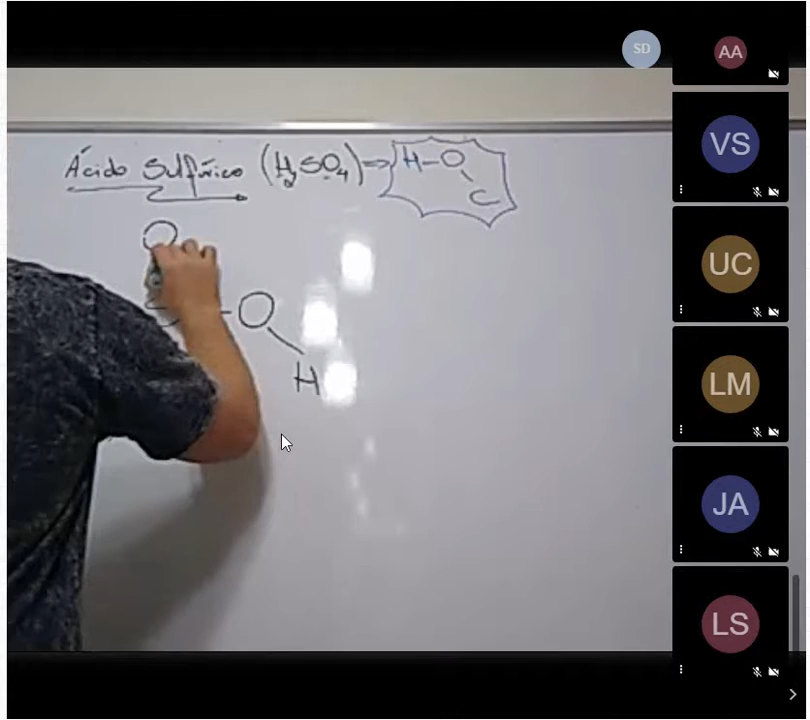 SD
AA
Ácido Sulfúrico (H₂SO₄) ⇒ H-O
C
O
O
H
VS
UC
LM
JA
LS